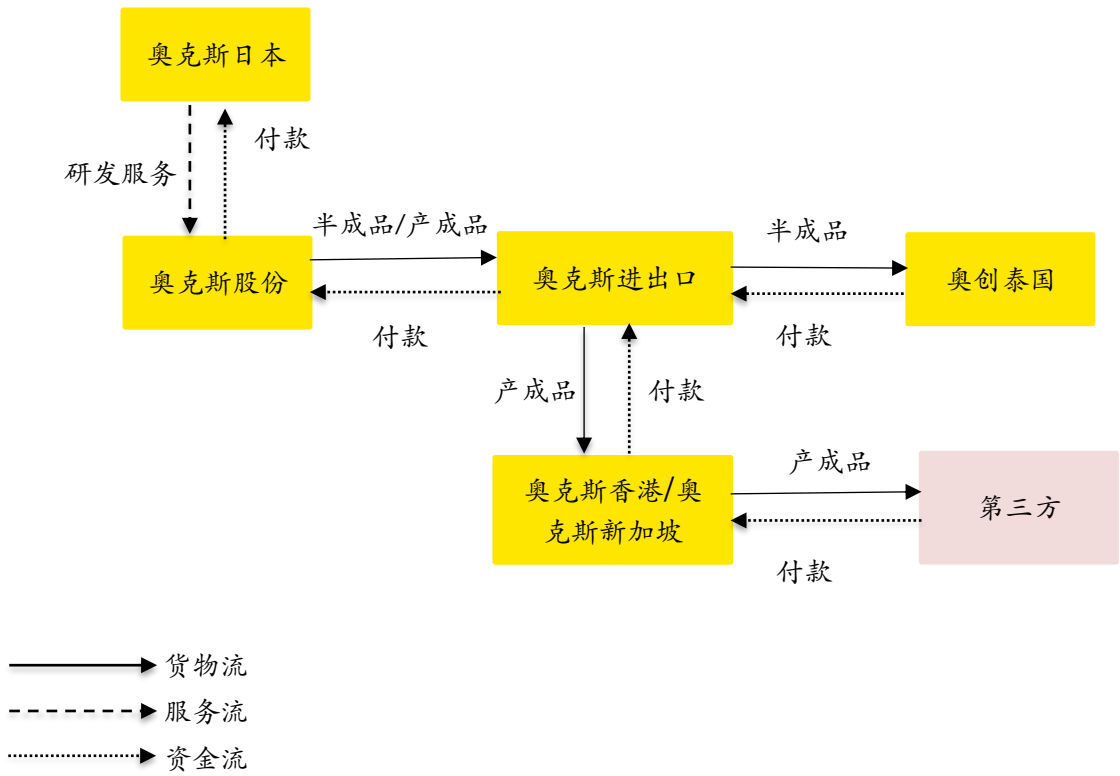 奥克斯日本
付款
研发服务
半成品/产成品
半成品
奥克斯股份
奥克斯进出口
奥创泰国
付款
付款
产成品
付款
产成品
奥克斯香港/奥
克斯新加坡
第三方
付款
货物流
服务流
资金流